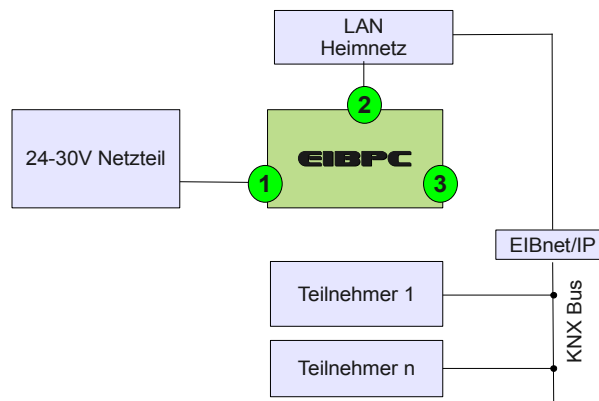 LAN
Heimnetz
2
24-30V Netzteil
EIBPC
1
3
EIBnet/IP
Teilnehmer 1
KNX Bus
Teilnehmer n